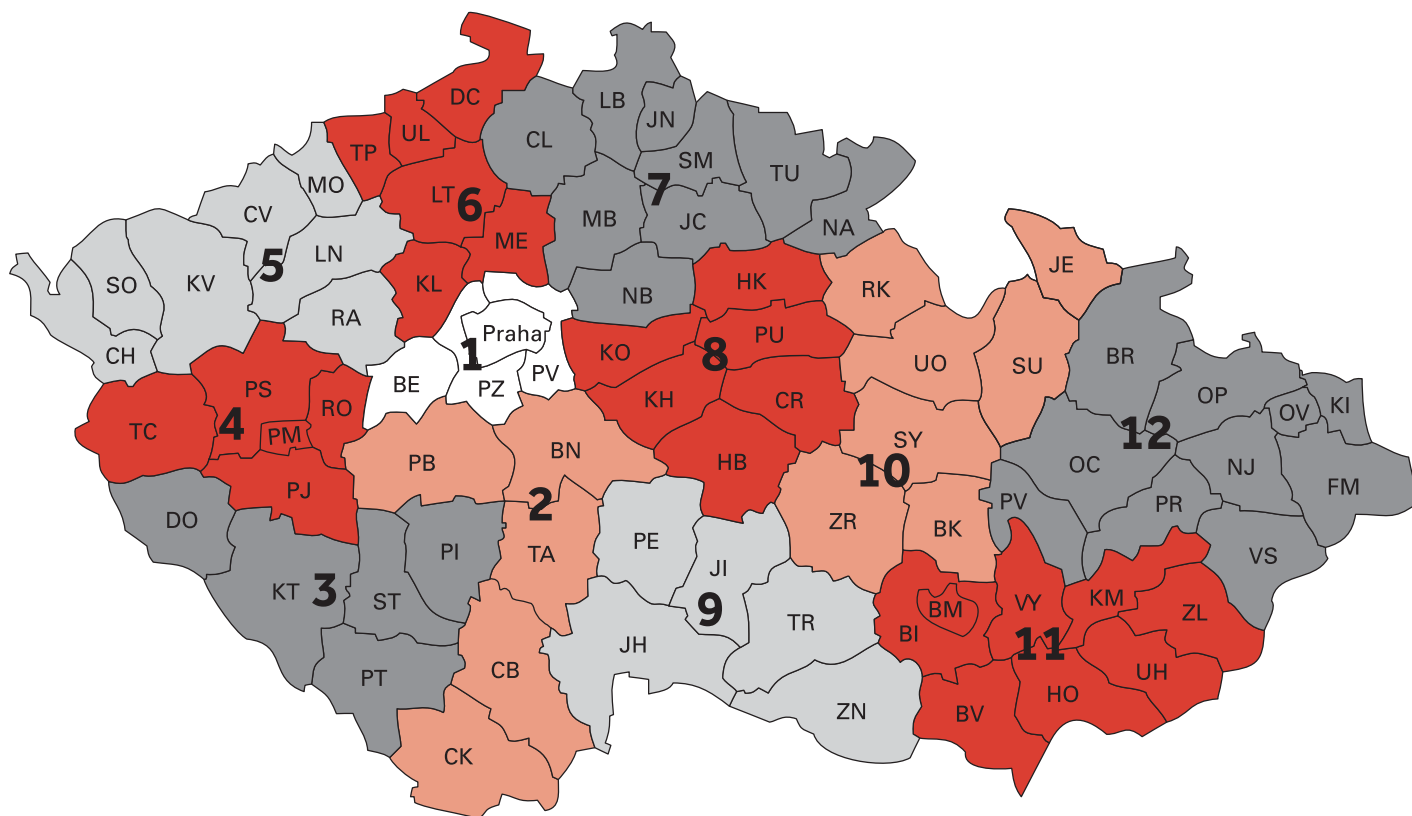 DC
LB
JN
UL
CL
TP
SM
TU
MO
LT
6
7
CV
MB
JC
NA
ME
5
LN
JE
SO
KV
KL
HK
RK
NB
RA
Praha
PU
1
KO
8
CH
BR
UO
SU
PV
BE
PZ
PS
OP
KH
CR
RO
KI
OV
4
TC
PM
12
SY
BN
PB
HB
10
OC
NJ
PJ
FM
2
PV
PR
DO
ZR
BK
PE
PI
TA
VS
JI
KT
3
ST
9
BM
VY
KM
ZL
TR
BI
JH
11
CB
UH
PT
HO
ZN
BV
CK